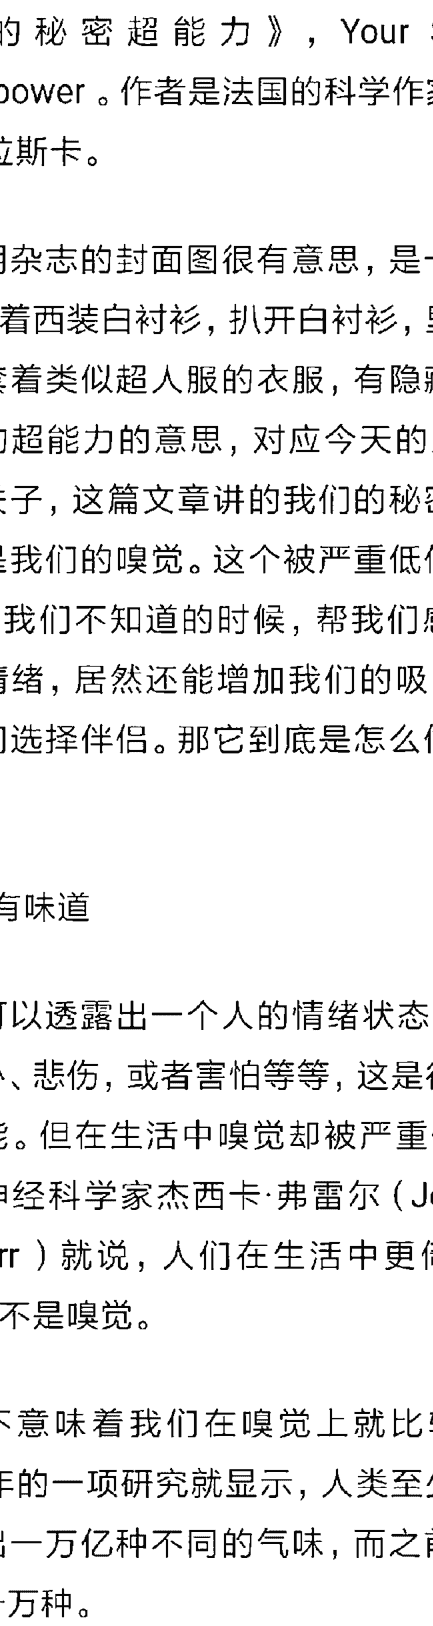 的秘密超能力》，Your
power。作者是法国的科学作
拉斯卡。
杂志的封面图很有意思，是
着西装白衬衫，扒开白衬衫，
套着类似超人服的衣服，有隐藏
的超能力的意思，对应今天的
夫子，这篇文章讲的我们的秘密
是我们的嗅觉。这个被严重低
我们不知道的时候，帮我们
情绪，居然还能增加我们的吸
们选择伴侣。那它到底是怎么
有味道
可以透露出一个人的情绪状态
、悲伤，或者害怕等等，这是
能。但在生活中嗅觉却被严重
神经科学家杰西卡·弗雷尔（Je
rr）就说，人们在生活中更
不是嗅觉。
不意味着我们在嗅觉上就比
年的一项研究就显示，人类至少
出一万亿种不同的气味，而之前
万种。